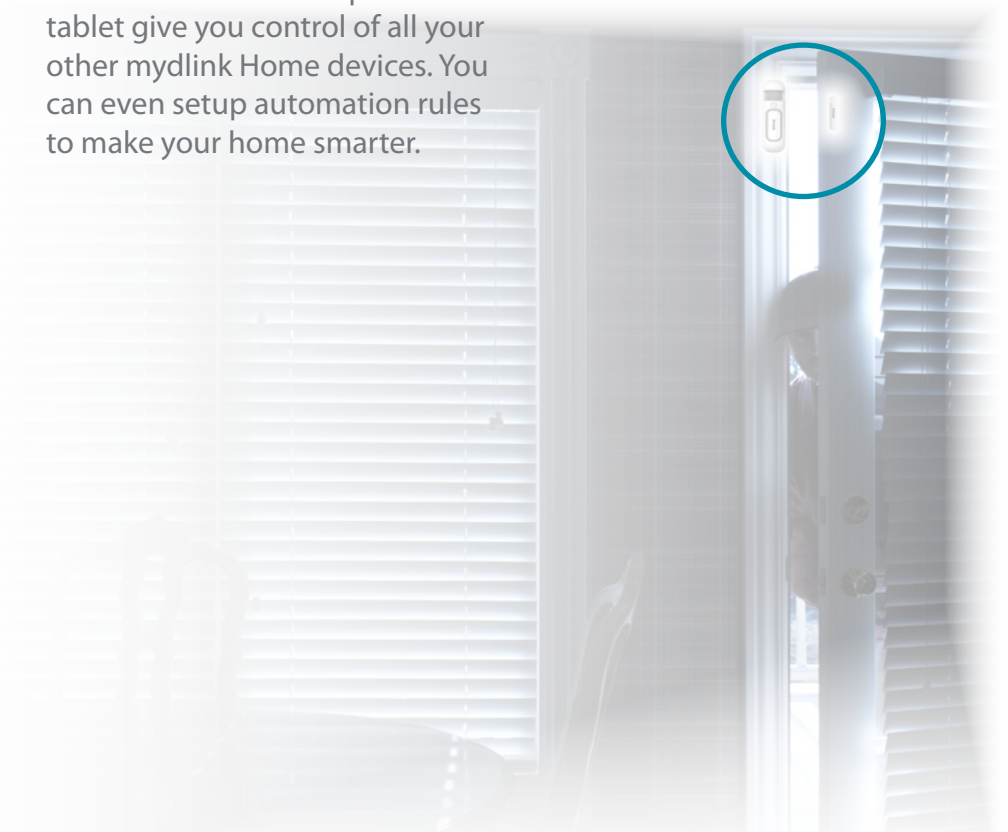 tablet give you control of all your
other mydlink Home devices. You
can even setup automation rules
to make your home smarter.